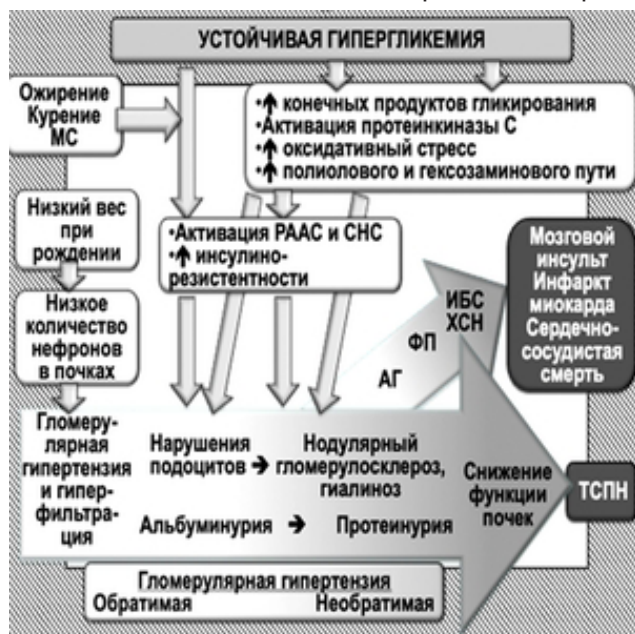 УСТОЙЧИВАЯ ГИПЕРГЛИКЕМИЯ
Ожирение
Курение
МС
•↑ конечных продуктов гликирования
•Активация протеинкиназы С
•↑ оксидативный стресс
•↑ полиолового и гексозаминового пути
Низкий вес
при
рождении
•Активация РААС и СНС
•↑ инсулино-
резистентности
Мозговой
инсульт
Инфаркт
миокарда
Сердечно-
сосудистая
смерть
Низкое
количество
нефронов
в почках
ИБС
ХСН
ФП
АГ
Гломеру-
лярная
гипертензия
и гипер-
фильтра-
ция
Нарушения
подоцитов →
Нодулярный
гломерулосклероз,
гиалиноз
Альбуминурия → Протеинурия
Снижение
функции
почек
ТСПН
Гломерулярная гипертензия
Обратимая Необратимая